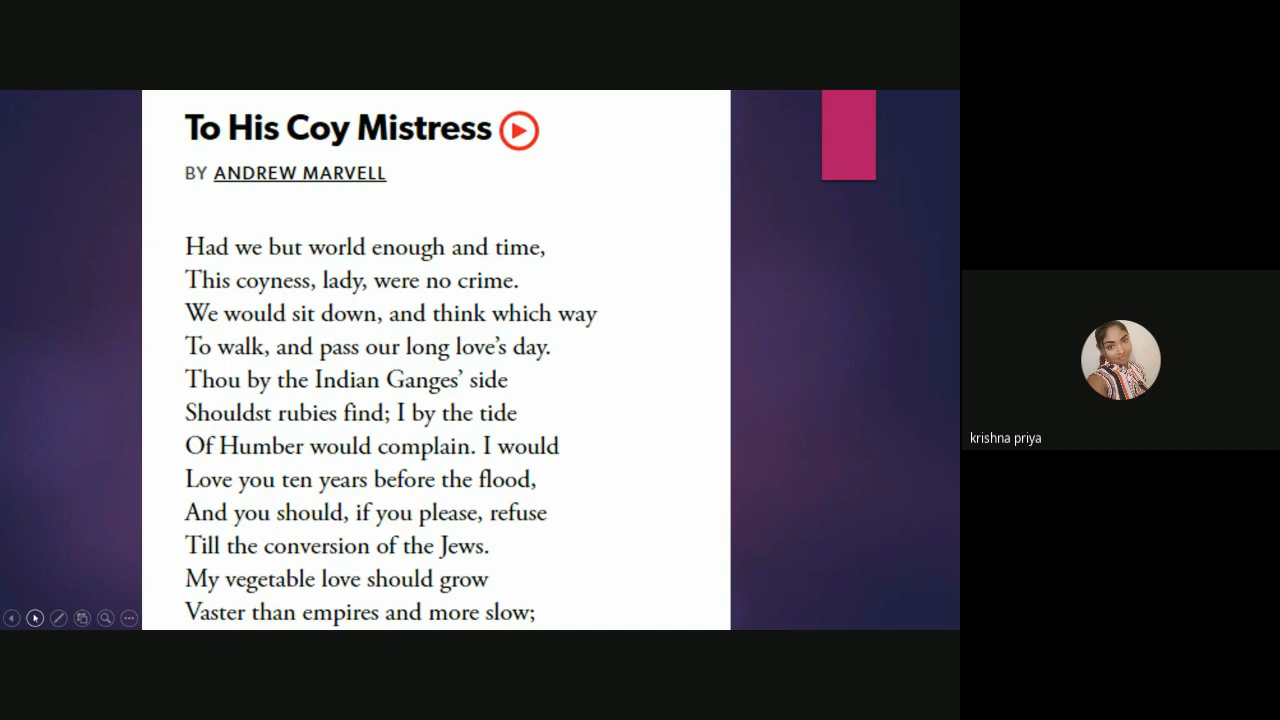 To His Coy Mistress
BY ANDREW MARVELL
Had we but world enough and time,
This coyness, lady, were no crime.
We would sit down, and think which way
To walk, and pass our long love’s day.
Thou by the Indian Ganges’ side
Shouldst rubies find; I by the tide
Of Humber would complain. I would
Love you ten years before the flood,
And you should, if you please, refuse
Till the conversion of the Jews.
My vegetable love should grow
Vaster than empires and more slow;
krishna priya